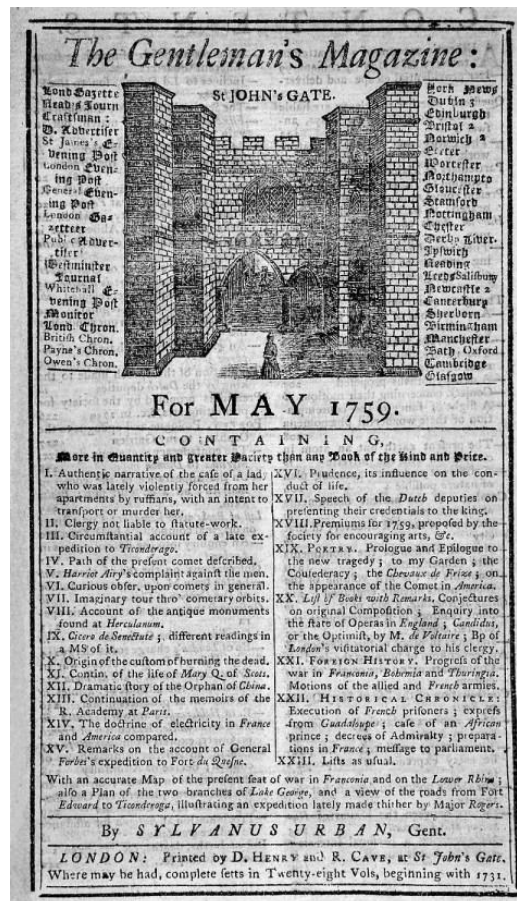 The Gentleman's Magazine:
St JOHN's GATE.
Lond Gazette
Read's Journ
Craftsman:
D. Advertiser
St James's E-
vening Post
London Even-
ing Post
General Even-
ing Post
London Ga-
zetteer
Public Adver-
tiser
Westminster
Journal
Whitehall E-
vening Post
Monitor
Lond. Chron.
British Chron.
Payne's Chron.
Owen's Chron.
York News
Dublin 3
Edinburgh
Bristol 2
Norwich 2
Exeter
Worcester
Northampto
Gloucester
Stamford
Nottingham
Chester
Derby
Ipswich
Reading
Leeds Salisbury
Newcastle 2
Canterbury
Sherborn
Birmingham
Manchester
Bath Oxford
Cambridge
Glasgow
For MAY 1759.
CONTAINING,
More in Quantity and greater Variety than any Book of the Kind and Price.
I. Authentic narrative of the case of a lady
who was lately violently forced from her
apartments by ruffians, with an intent to
transport or murder her.
II. Clergy not liable to statute-work.
III. Circumstantial account of a late ex-
pedition to Ticonderago.
IV. Path of the present comet described.
V. Harriot Airy's complaint against the men.
VI. Curious obser. upon comets in general.
VII. Imaginary tour thro' cometary orbits.
VIII. Account of the antique monuments
found at Herculanum.
IX. Cicero de Senectute; different readings in
a MS of it.
X. Origin of the custom of burning the dead.
XI. Contin. of the life of Mary Q. of Scots.
XII. Dramatic story of the Orphan of China.
XIII. Continuation of the memoirs of the
R. Academy at Paris.
XIV. The doctrine of electricity in France
and America compared.
XV. Remarks on the account of General
Forbes's expedition to Fort du Quesne.
XVI. Prudence, its influence on the con-
duct of life.
XVII. Speech of the Dutch deputies on
presenting their credentials to the king.
XVIII. Premiums for 1759, proposed by the
society for encouraging arts, &c.
XIX. POETRY. Prologue and Epilogue to
the new tragedy; to my Garden; the
Couederacy; the Chevaux de Frize; on
the appearance of the Comet in America.
XX. List of Books with Remarks. Conjectures
on original Composition; Enquiry into
the state of Operas in England; Candidus,
or the Optimist, by M. de Voltaire; Bp of
London's visitatorial charge to his clergy.
XXI. FOREIGN HISTORY. Progress of the
war in Franconia, Bohemia and Thuringia.
Motions of the allied and French armies.
XXII. HISTORICAL CHRONICLE:
Execution of French prisoners; express
from Guadaloupe; case of an African
prince; decrees of Admiralty; prepara-
tions in France; message to parliament.
XXIII. Lists as usual.
With an accurate Map of the present seat of war in Franconia and on the Lower Rhine;
also a Plan of the two branches of Lake George, and a view of the roads from Fort
Edward to Ticonderoga, illustrating an expedition lately made thither by Major Rogers.
By SYLVANUS URBAN, Gent.
LONDON: Printed by D. HENRY and R. CAVE, at St John's Gate.
Where may be had, complete setts in Twenty-eight Vols, beginning with 1731.